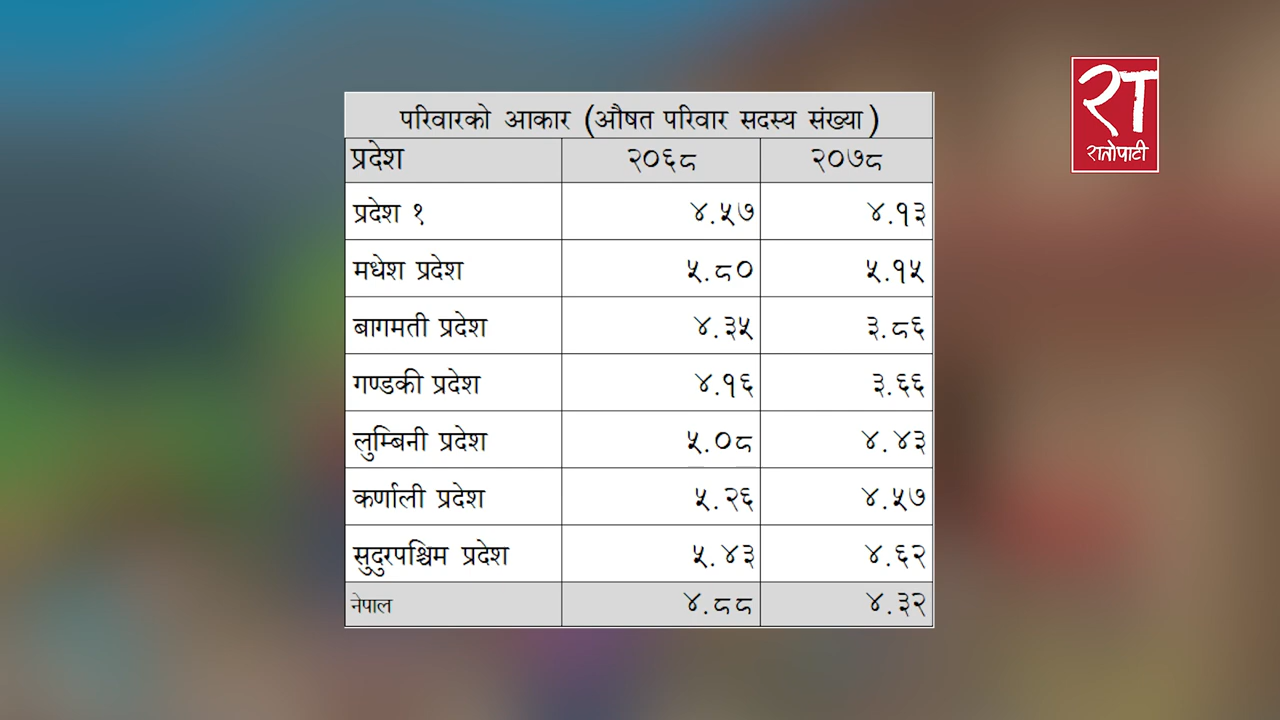 परिवारको आकार (औषत परिवार सदस्य संख्या)
प्रदेश २०६८ २०७८
प्रदेश १ ४.५७ ४.१३
मधेश प्रदेश ५.८० ५.१५
बागमती प्रदेश ४.३५ ३.८६
गण्डकी प्रदेश ४.१६ ३.६६
लुम्बिनी प्रदेश ५.०८ ४.४३
कर्णाली प्रदेश ५.२६ ४.५७
सुदुरपश्चिम प्रदेश ५.४३ ४.६२
नेपाल ४.८८ ४.३२
रा
रातोपाटी